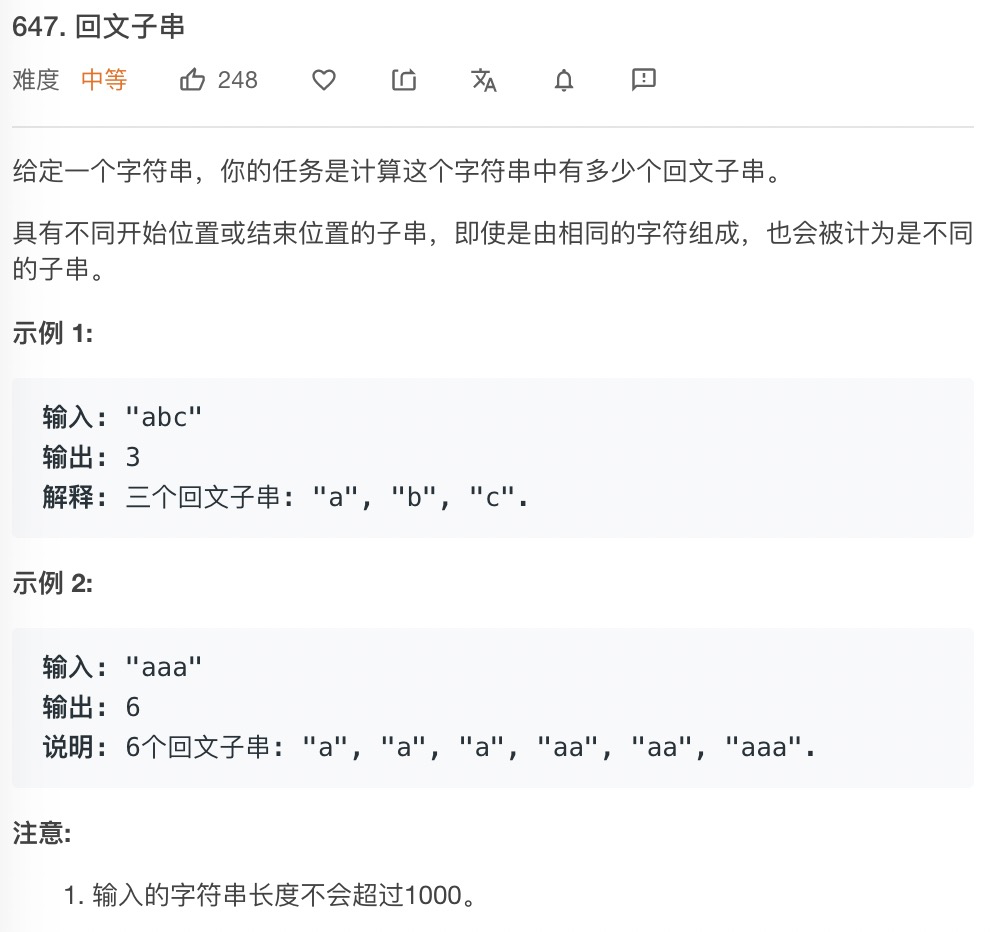 647. 回文子串
难度 中等 248
给定一个字符串，你的任务是计算这个字符串中有多少个回文子串。
具有不同开始位置或结束位置的子串，即使是由相同的字符组成，也会被计为是不同
的子串。
示例 1:
输入: "abc"
输出: 3
解释: 三个回文子串: "a", "b", "c".
示例 2:
输入: "aaa"
输出: 6
说明: 6个回文子串: "a", "a", "a", "aa", "aa", "aaa".
注意:
1. 输入的字符串长度不会超过1000。